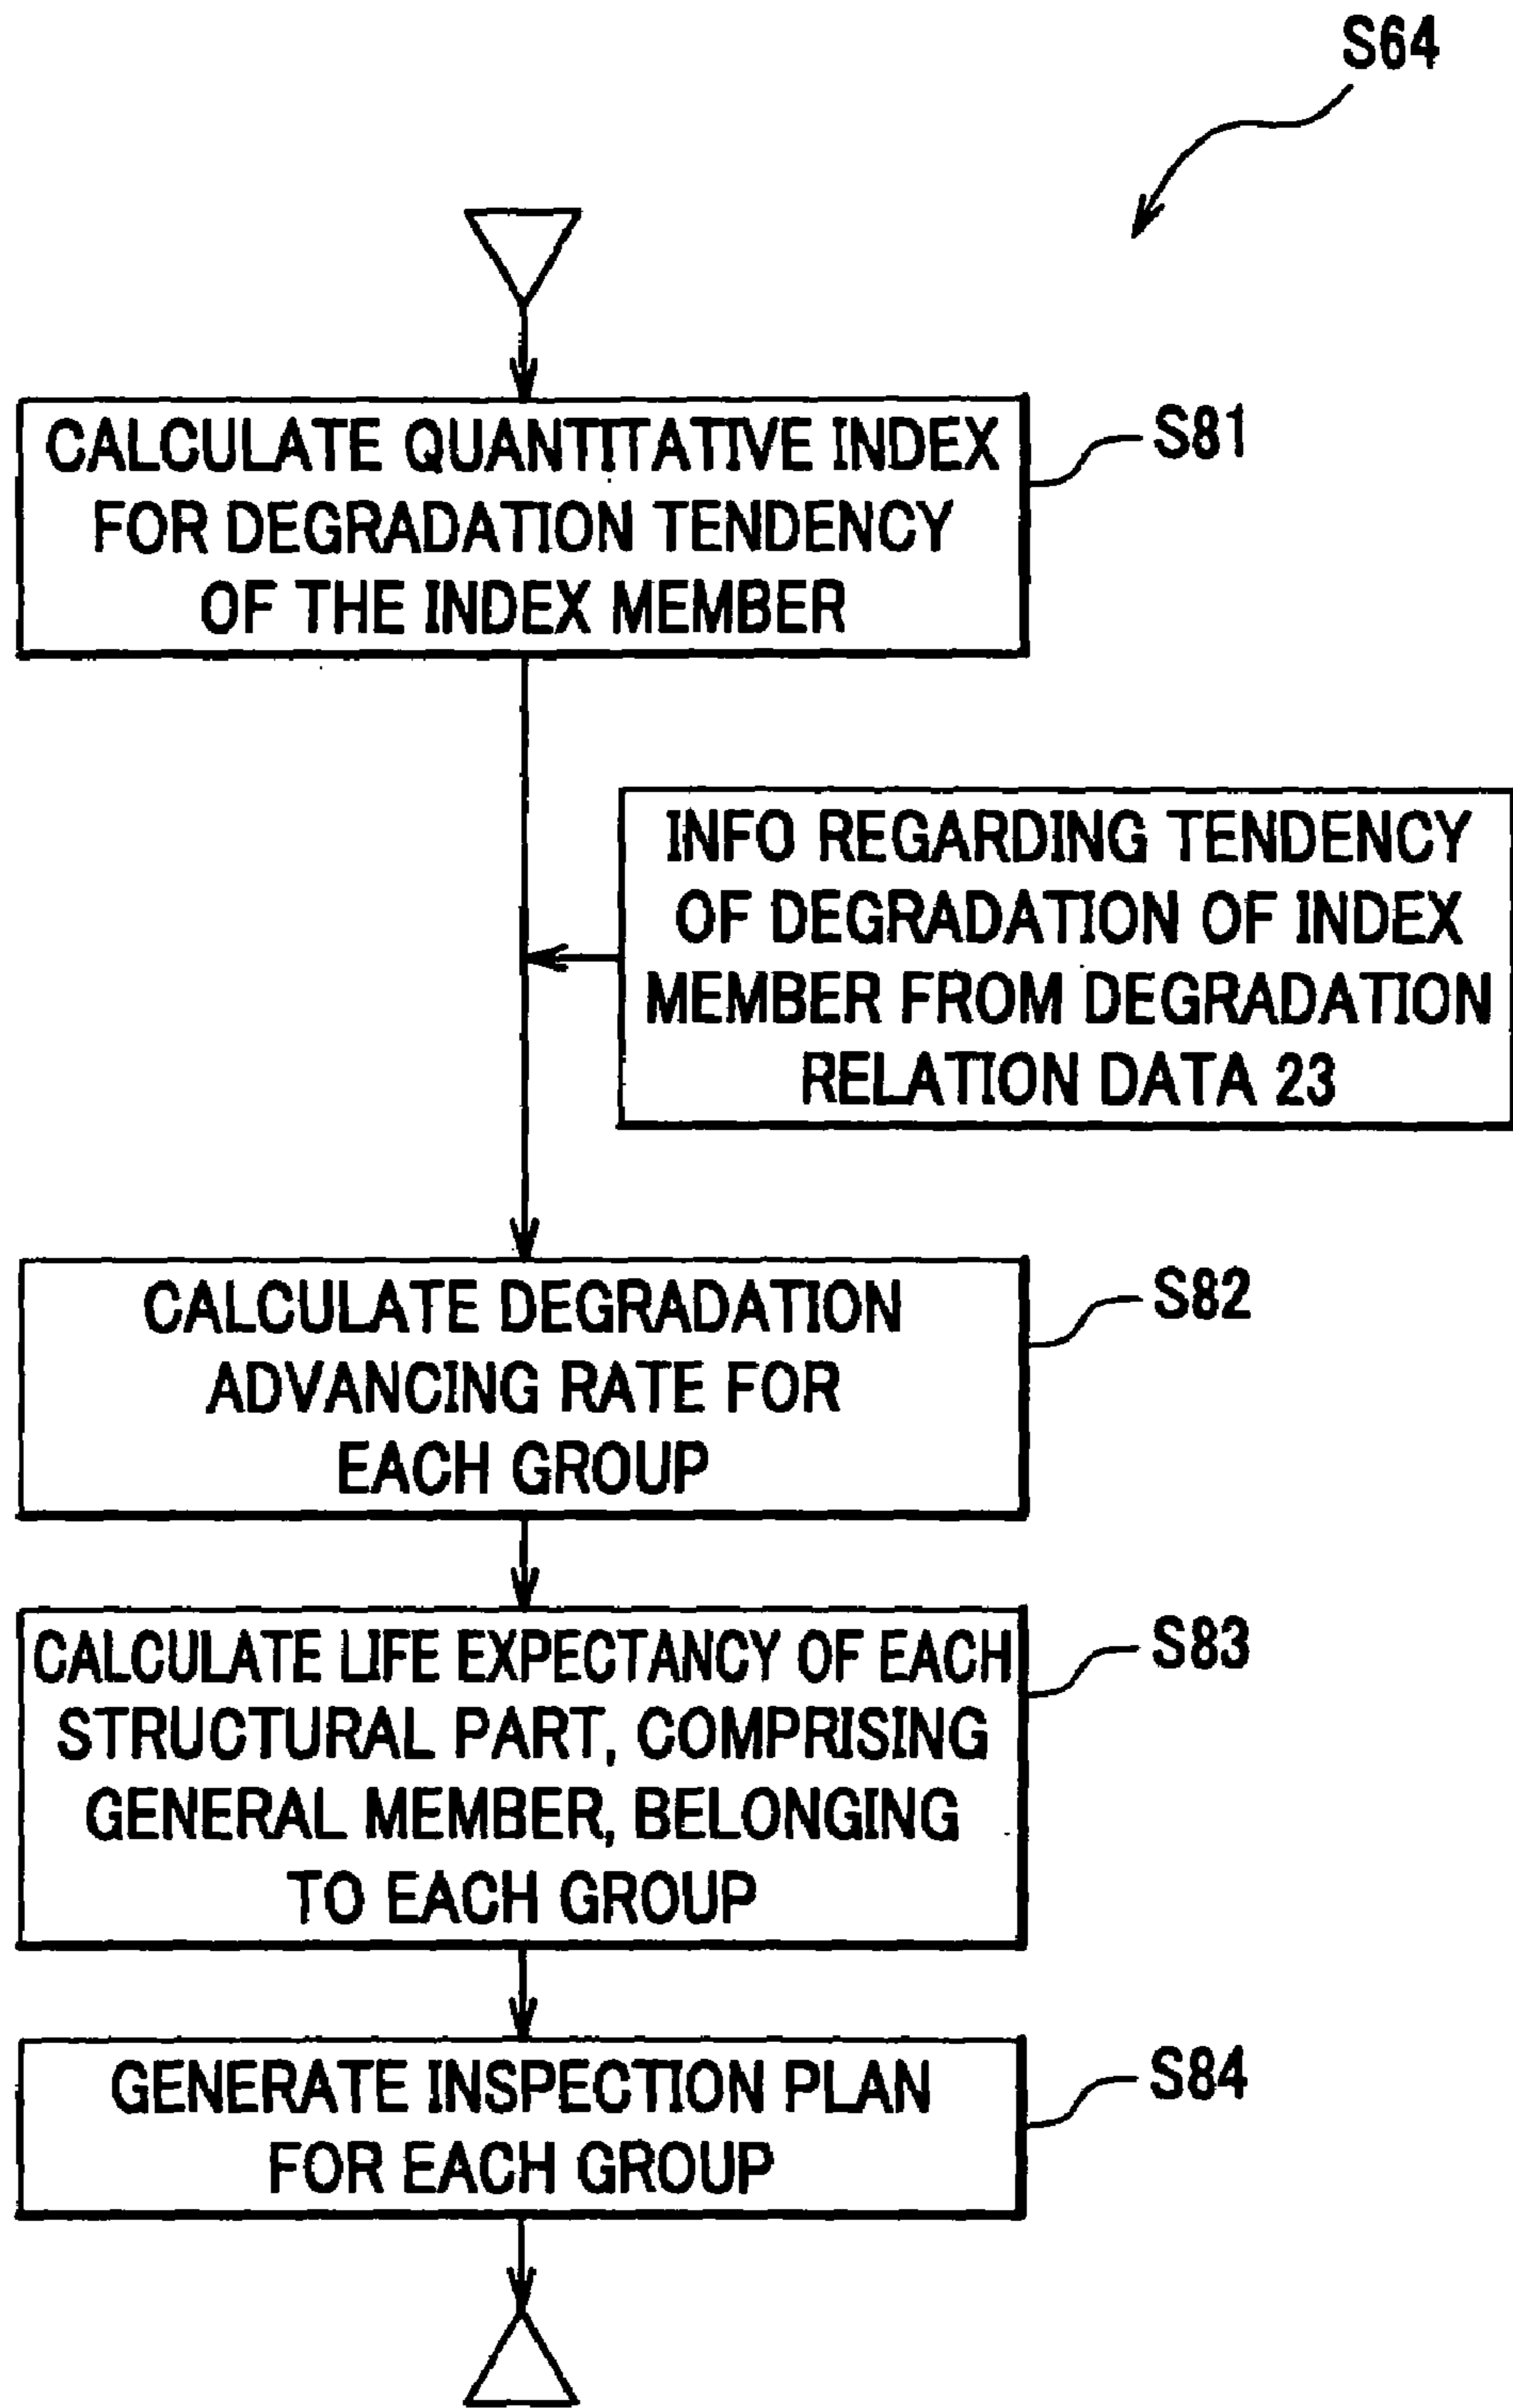 S64
CALCULATE QUANTITATIVE INDEX
FOR DEGRADATION TENDENCY
OF THE INDEX MEMBER
S81
INFO REGARDING TENDENCY
OF DEGRADATION OF INDEX
MEMBER FROM DEGRADATION
RELATION DATA 23
CALCULATE DEGRADATION
ADVANCING RATE FOR
EACH GROUP
S82
CALCULATE LIFE EXPECTANCY OF EACH
STRUCTURAL PART, COMPRISING
GENERAL MEMBER, BELONGING
TO EACH GROUP
S83
GENERATE INSPECTION PLAN
FOR EACH GROUP
S84